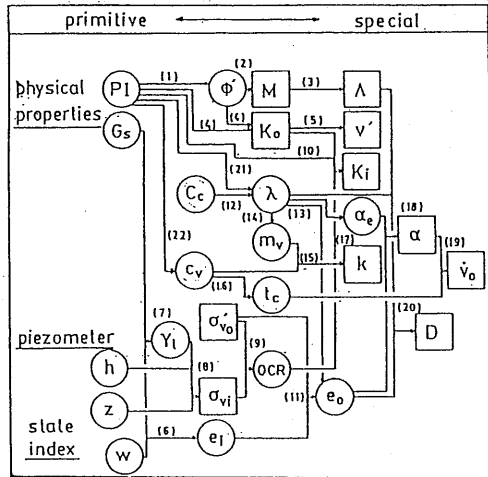 primitive special
(1) (2) (3)
physical properties
PI Φ' M Λ
(4) (4) (5)
Gs Ko ν'
(10)
(21) Ki
Cc (12) λ (13) αe (18)
(14) (17) α (19)
mv (15) k v̇o
(22) cv (16) tc
(20)
(7) σ'vo D
piezometer γt (9)
h (8) OCR
σvi (11) eo
z
state index
(6) ei
w